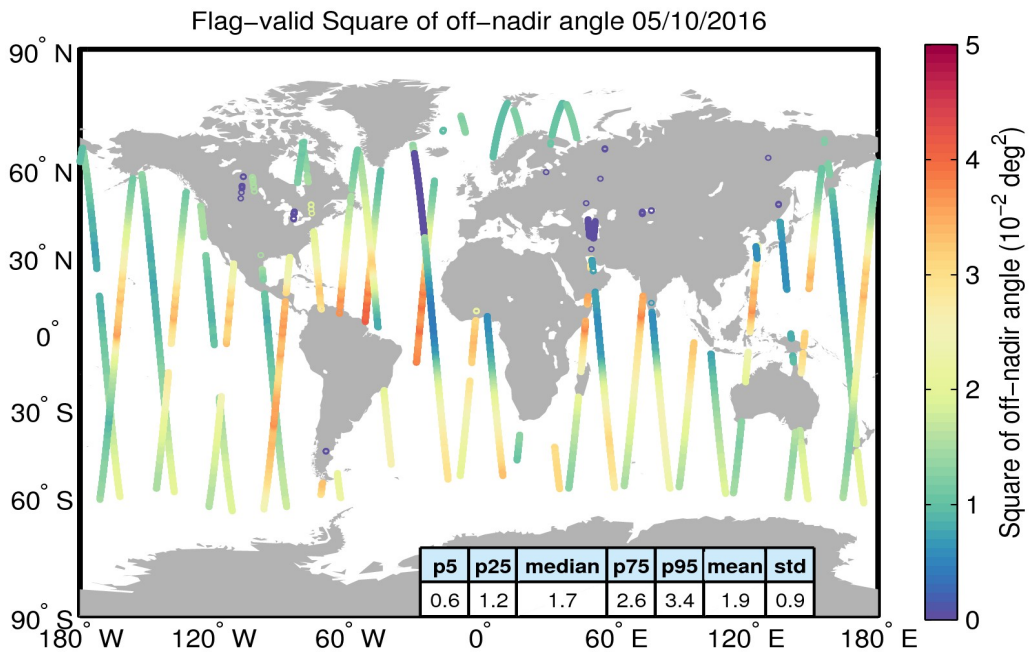 Flag−valid Square of off−nadir angle 05/10/2016
90° N
60° N
30° N
0°
30° S
60° S
90° S
180° W
120° W
60° W
0°
60° E
120° E
180° E
p5 p25 median p75 p95 mean std
0.6 1.2 1.7 2.6 3.4 1.9 0.9
5
4
3
2
1
0
Square of off−nadir angle (10⁻² deg²)